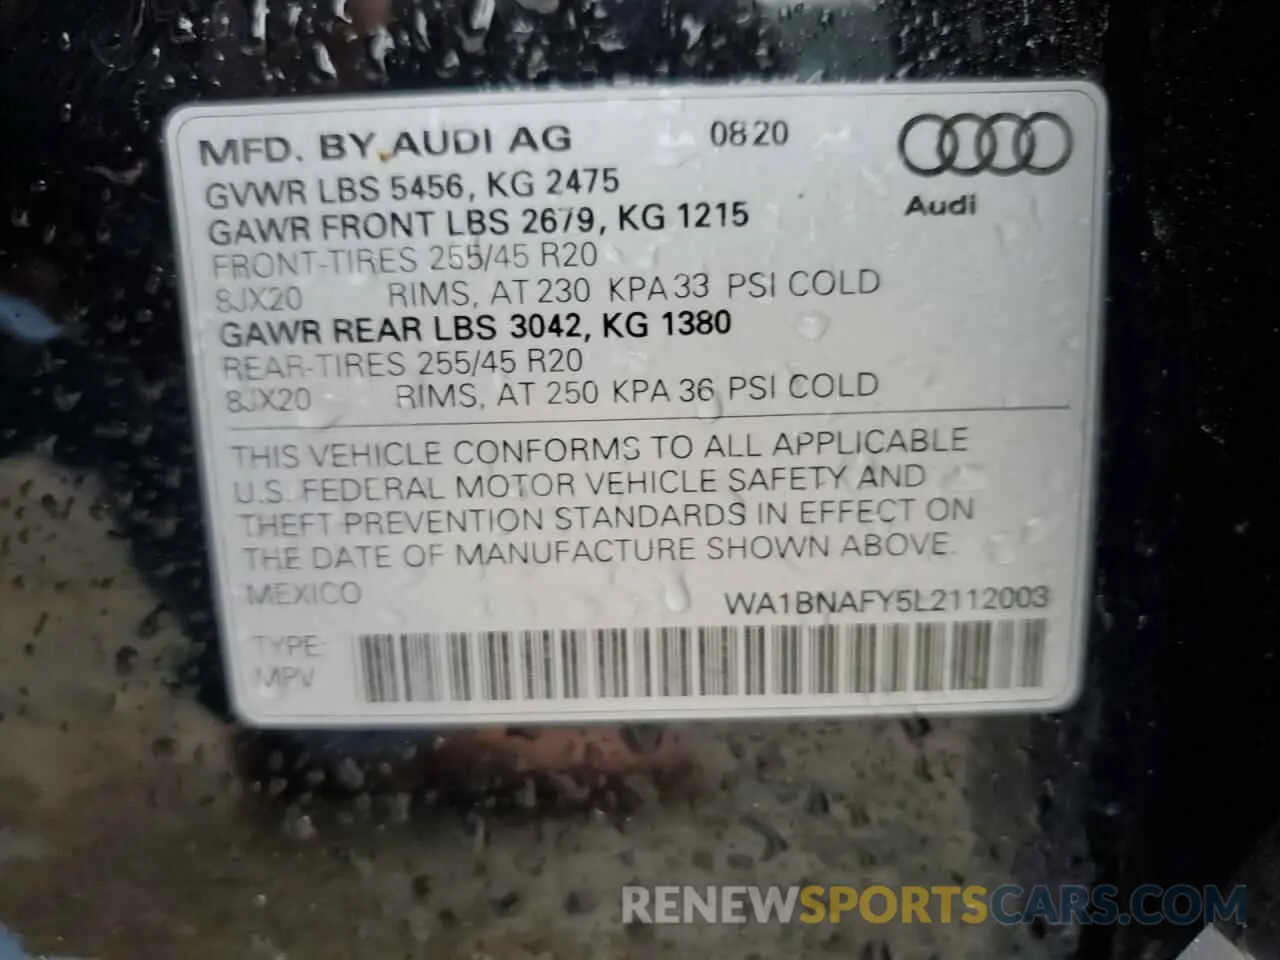 MFD. BY AUDI AG 08 20
GVWR LBS 5456, KG 2475
Audi
GAWR FRONT LBS 2679, KG 1215
FRONT-TIRES 255/45 R20
8JX20 RIMS, AT 230 KPA 33 PSI COLD
GAWR REAR LBS 3042, KG 1380
REAR-TIRES 255/45 R20
8JX20 RIMS, AT 250 KPA 36 PSI COLD
THIS VEHICLE CONFORMS TO ALL APPLICABLE
U.S. FEDERAL MOTOR VEHICLE SAFETY AND
THEFT PREVENTION STANDARDS IN EFFECT ON
THE DATE OF MANUFACTURE SHOWN ABOVE.
MEXICO WA1BNAFY5L2112003
TYPE:
MPV
RENEWSPORTSCARS.COM